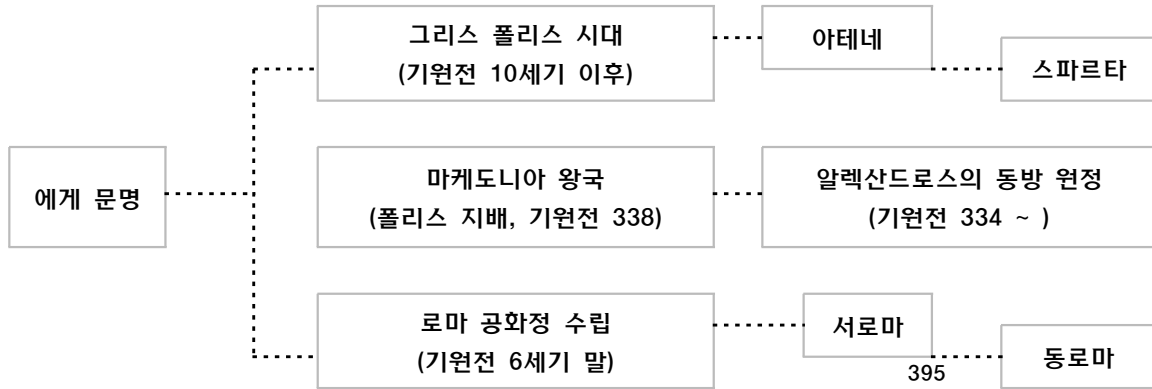 그리스 폴리스 시대
(기원전 10세기 이후)
아테네
스파르타
에게 문명
마케도니아 왕국
(폴리스 지배, 기원전 338)
알렉산드로스의 동방 원정
(기원전 334 ~ )
로마 공화정 수립
(기원전 6세기 말)
서로마
395
동로마